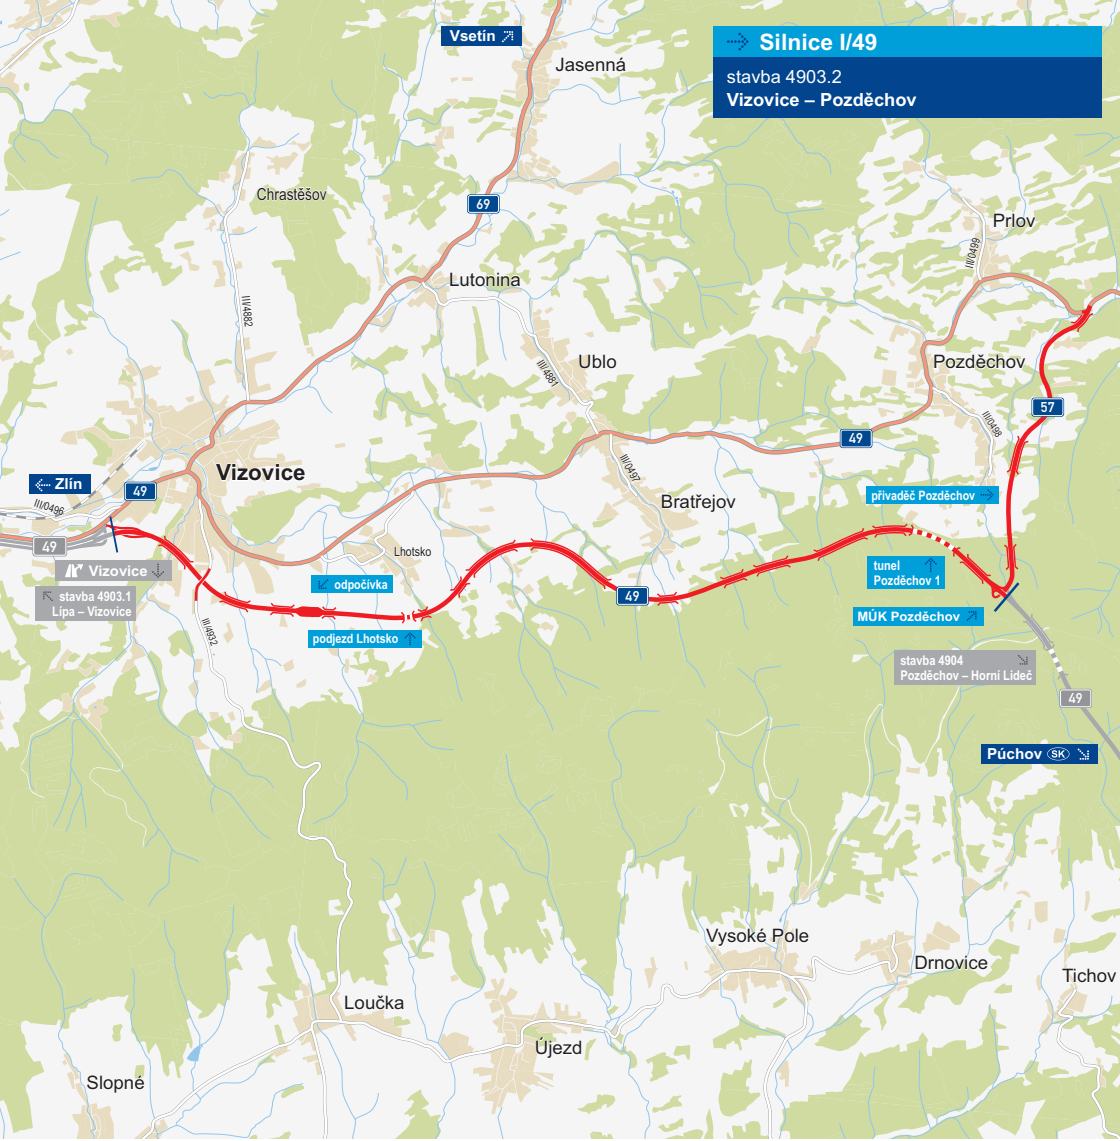 Vsetín
Silnice I/49
stavba 4903.2
Vizovice – Pozděchov
Jasenná
Chrastěšov
69
Prlov
III/0499
Lutonina
III/4882
Ublo
III/4881
Pozděchov
57
III/0498
49
Vizovice
Zlín
49
III/0496
III/0497
Bratřejov
přivaděč Pozděchov
49
Vizovice
Lhotsko
stavba 4903.1
Lípa – Vizovice
odpočívka
49
tunel
Pozděchov 1
MÚK Pozděchov
podjezd Lhotsko
III/4932
stavba 4904
Pozděchov – Horní Lideč
49
Púchov SK
Vysoké Pole
Drnovice
Tichov
Loučka
Újezd
Slopné